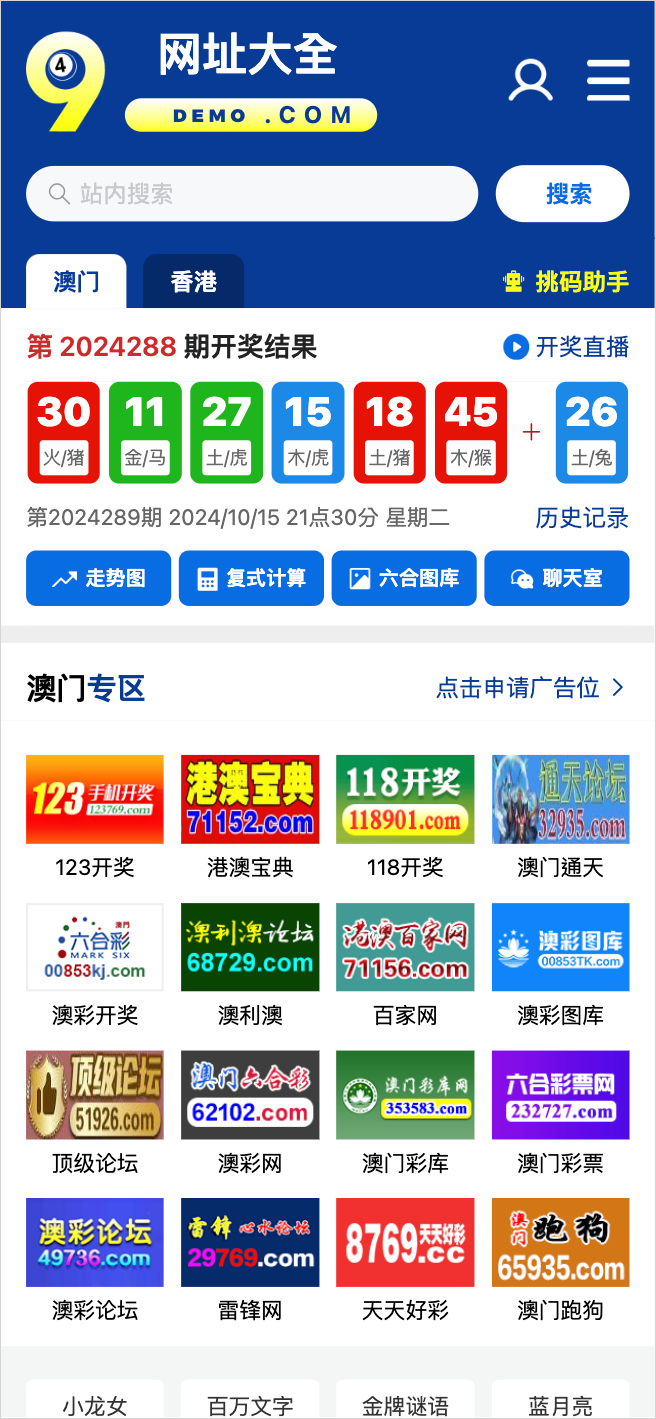 网址大全
4
9
DEMO .COM
站内搜索
搜索
澳门
香港
挑码助手
第 2024288 期开奖结果
开奖直播
30
11
27
15
18
45
+
26
火/猪
金/马
土/虎
木/虎
土/猪
木/猴
土/兔
第2024289期 2024/10/15 21点30分 星期二
历史记录
走势图
复式计算
六合图库
聊天室
澳门专区
点击申请广告位
123手机开奖
123769.com
港澳宝典
71152.com
118开奖
118901.com
通天论坛
32935.com
123开奖
港澳宝典
118开奖
澳门通天
澳門
六合彩
MARK SIX
00853kj.com
澳利澳论坛
68729.com
港澳百家网
71156.com
澳彩图库
00853TK.com
澳彩开奖
澳利澳
百家网
澳彩图库
顶级论坛
51926.com
澳门六合彩
62102.com
澳门彩库网
353583.com
六合彩票网
232727.com
顶级论坛
澳彩网
澳门彩库
澳门彩票
澳彩论坛
49736.com
雷锋心水论坛
29769.com
8769.天天好彩
.cc
澳门跑狗
65935.com
澳彩论坛
雷锋网
天天好彩
澳门跑狗
小龙女
百万文字
金牌谜语
蓝月亮